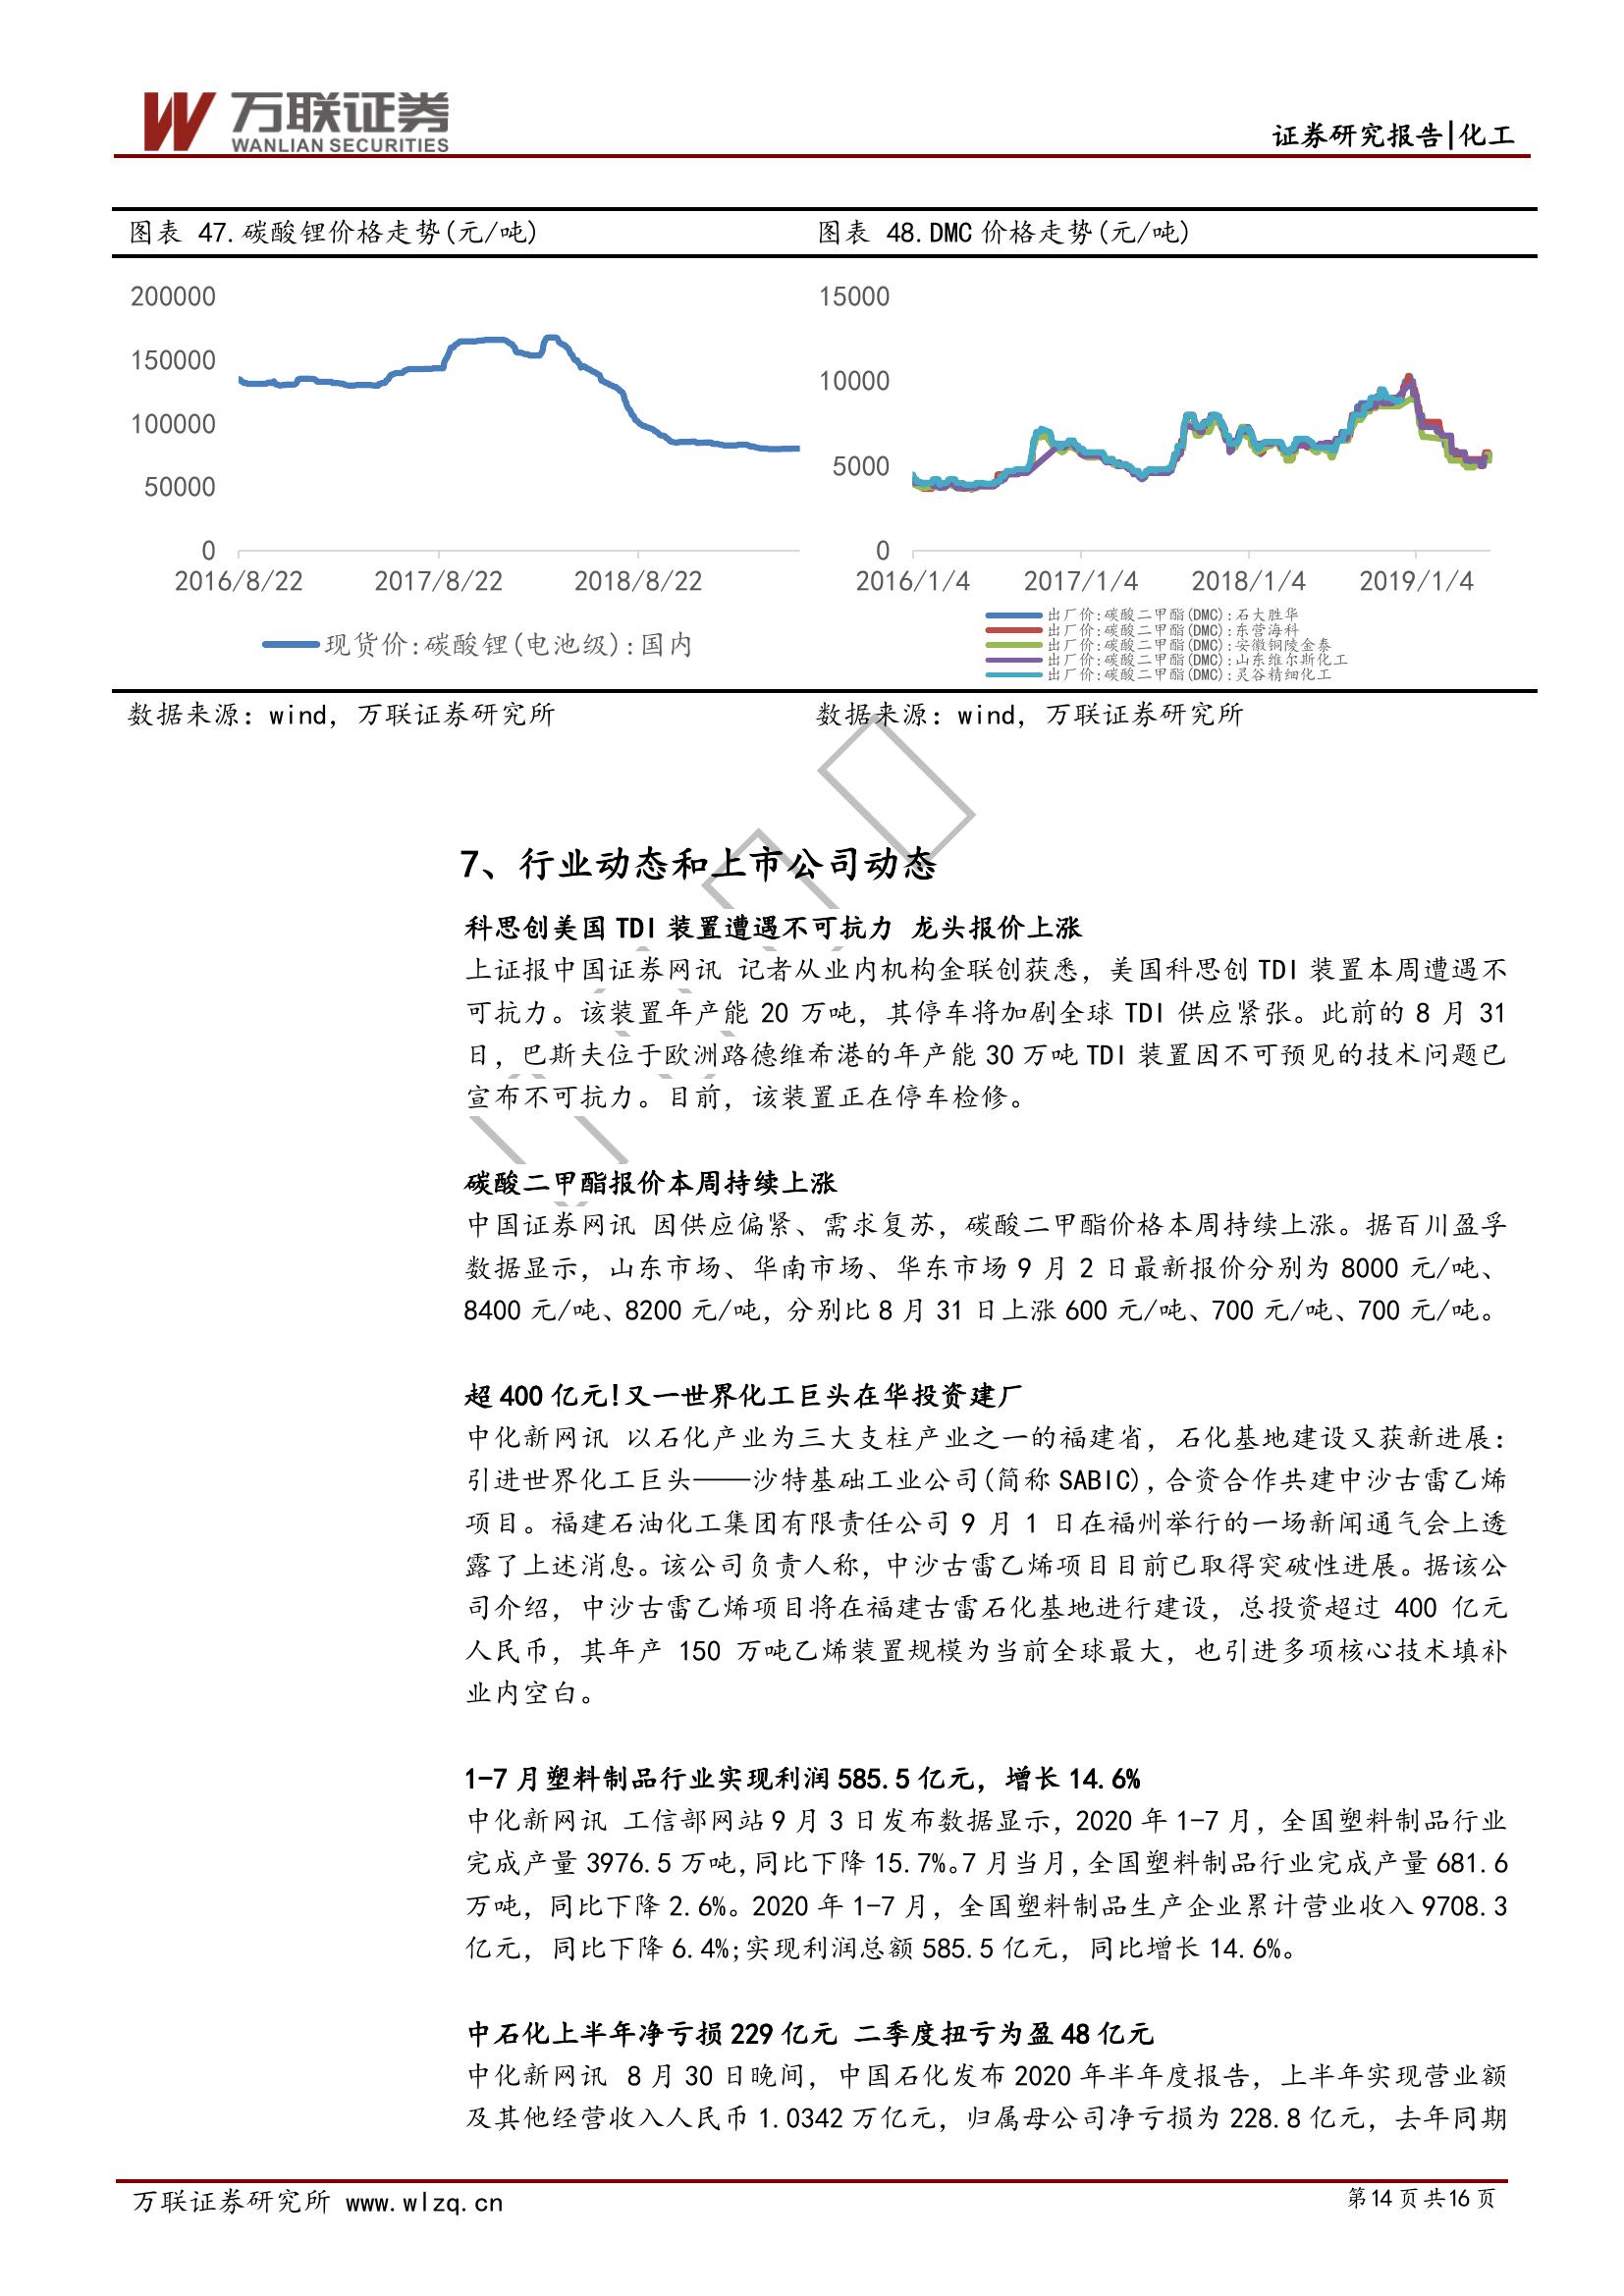 万联证券
WANLIAN SECURITIES
证券研究报告|化工
图表 47.碳酸锂价格走势(元/吨)
图表 48.DMC 价格走势(元/吨)
200000
150000
100000
50000
0
2016/8/22 2017/8/22 2018/8/22
现货价:碳酸锂(电池级):国内
15000
10000
5000
0
2016/1/4 2017/1/4 2018/1/4 2019/1/4
出厂价:碳酸二甲酯(DMC):石大胜华
出厂价:碳酸二甲酯(DMC):东营海科
出厂价:碳酸二甲酯(DMC):安徽铜陵金泰
出厂价:碳酸二甲酯(DMC):山东维尔斯化工
出厂价:碳酸二甲酯(DMC):灵谷精细化工
数据来源：wind，万联证券研究所
数据来源：wind，万联证券研究所
7、行业动态和上市公司动态
科思创美国 TDI 装置遭遇不可抗力 龙头报价上涨
上证报中国证券网讯 记者从业内机构金联创获悉，美国科思创 TDI 装置本周遭遇不
可抗力。该装置年产能 20 万吨，其停车将加剧全球 TDI 供应紧张。此前的 8 月 31
日，巴斯夫位于欧洲路德维希港的年产能 30 万吨 TDI 装置因不可预见的技术问题已
宣布不可抗力。目前，该装置正在停车检修。
碳酸二甲酯报价本周持续上涨
中国证券网讯 因供应偏紧、需求复苏，碳酸二甲酯价格本周持续上涨。据百川盈孚
数据显示，山东市场、华南市场、华东市场 9 月 2 日最新报价分别为 8000 元/吨、
8400 元/吨、8200 元/吨，分别比 8 月 31 日上涨 600 元/吨、700 元/吨、700 元/吨。
超 400 亿元!又一世界化工巨头在华投资建厂
中化新网讯 以石化产业为三大支柱产业之一的福建省，石化基地建设又获新进展：
引进世界化工巨头——沙特基础工业公司(简称 SABIC)，合资合作共建中沙古雷乙烯
项目。福建石油化工集团有限责任公司 9 月 1 日在福州举行的一场新闻通气会上透
露了上述消息。该公司负责人称，中沙古雷乙烯项目目前已取得突破性进展。据该公
司介绍，中沙古雷乙烯项目将在福建古雷石化基地进行建设，总投资超过 400 亿元
人民币，其年产 150 万吨乙烯装置规模为当前全球最大，也引进多项核心技术填补
业内空白。
1-7 月塑料制品行业实现利润 585.5 亿元，增长 14.6%
中化新网讯 工信部网站 9 月 3 日发布数据显示，2020 年 1-7 月，全国塑料制品行业
完成产量 3976.5 万吨,同比下降 15.7%。7 月当月,全国塑料制品行业完成产量 681.6
万吨，同比下降 2.6%。2020 年 1-7 月，全国塑料制品生产企业累计营业收入 9708.3
亿元，同比下降 6.4%;实现利润总额 585.5 亿元，同比增长 14.6%。
中石化上半年净亏损 229 亿元 二季度扭亏为盈 48 亿元
中化新网讯 8 月 30 日晚间，中国石化发布 2020 年半年度报告，上半年实现营业额
及其他经营收入人民币 1.0342 万亿元，归属母公司净亏损为 228.8 亿元，去年同期
万联证券研究所 www.wlzq.cn
第 14 页 共 16 页